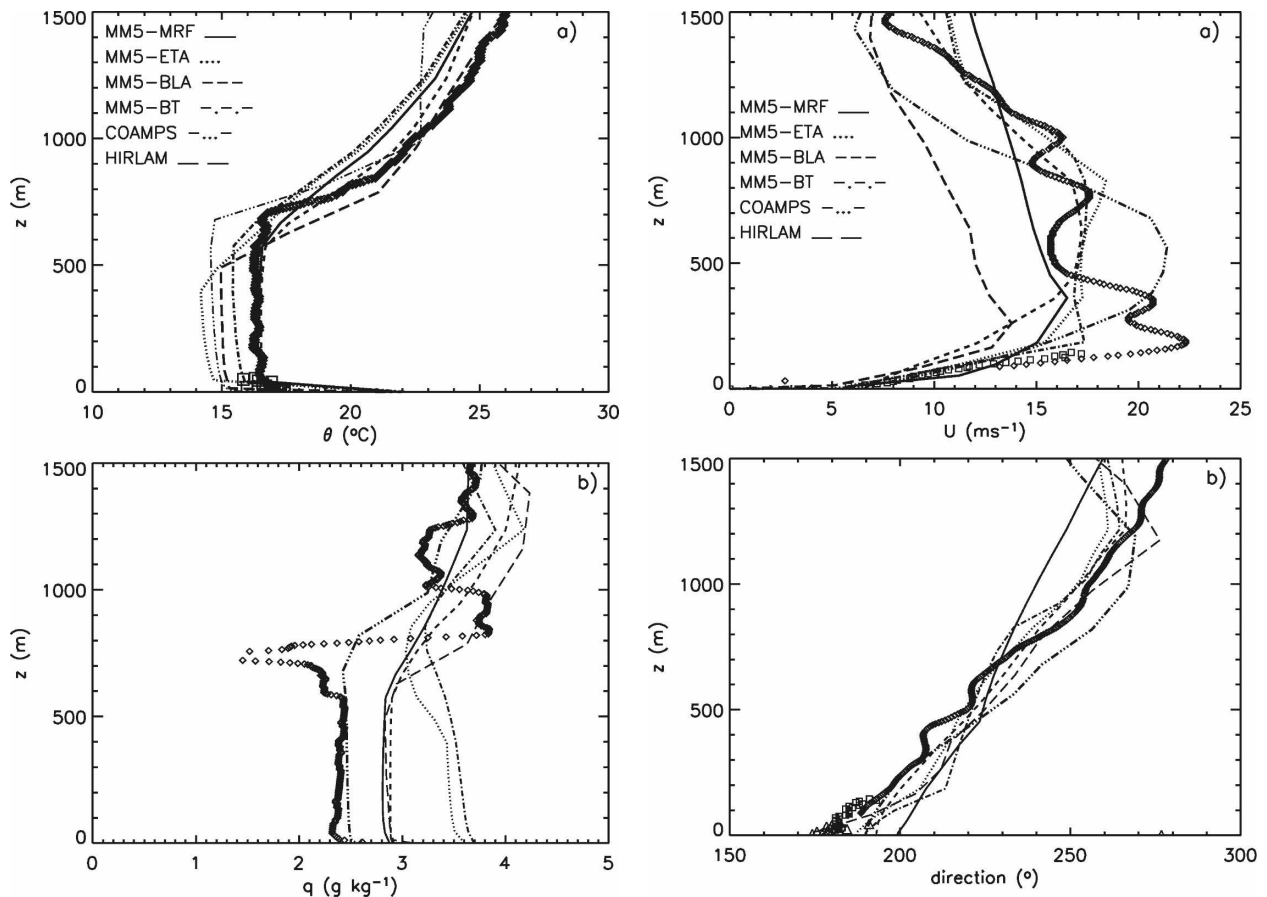 1500
1000
500
0
z (m)
a)
MM5-MRF
MM5-ETA
MM5-BLA
MM5-BT
COAMPS
HIRLAM
10 15 20 25 30
θ (°C)
1500
1000
500
0
z (m)
a)
MM5-MRF
MM5-ETA
MM5-BLA
MM5-BT
COAMPS
HIRLAM
0 5 10 15 20 25
U (ms⁻¹)
1500
1000
500
0
z (m)
b)
0 1 2 3 4 5
q (g kg⁻¹)
1500
1000
500
0
z (m)
b)
150 200 250 300
direction (°)